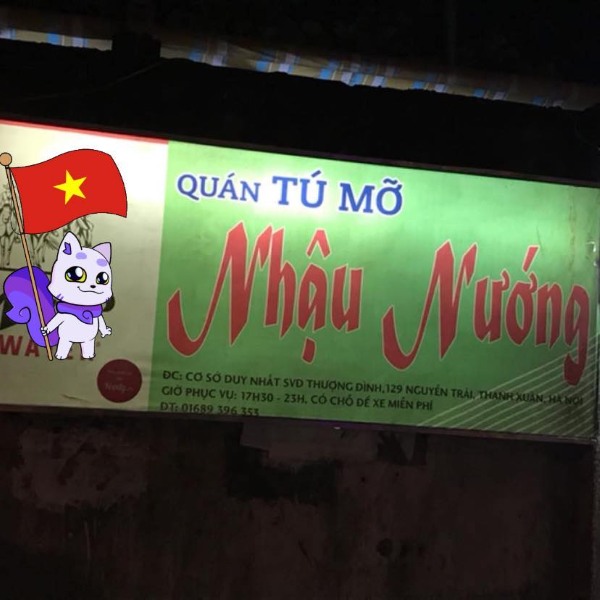 QUÁN TÚ MỠ
Nhậu Nướng
ĐC: CƠ SỞ DUY NHẤT SVD THƯỢNG ĐÌNH,129 NGUYỄN TRÃI, THANH XUÂN, HÀ NỘI
GIỜ PHỤC VỤ: 17H30 - 23H, CÓ CHỖ ĐỂ XE MIỄN PHÍ
ĐT: 01689 396 353